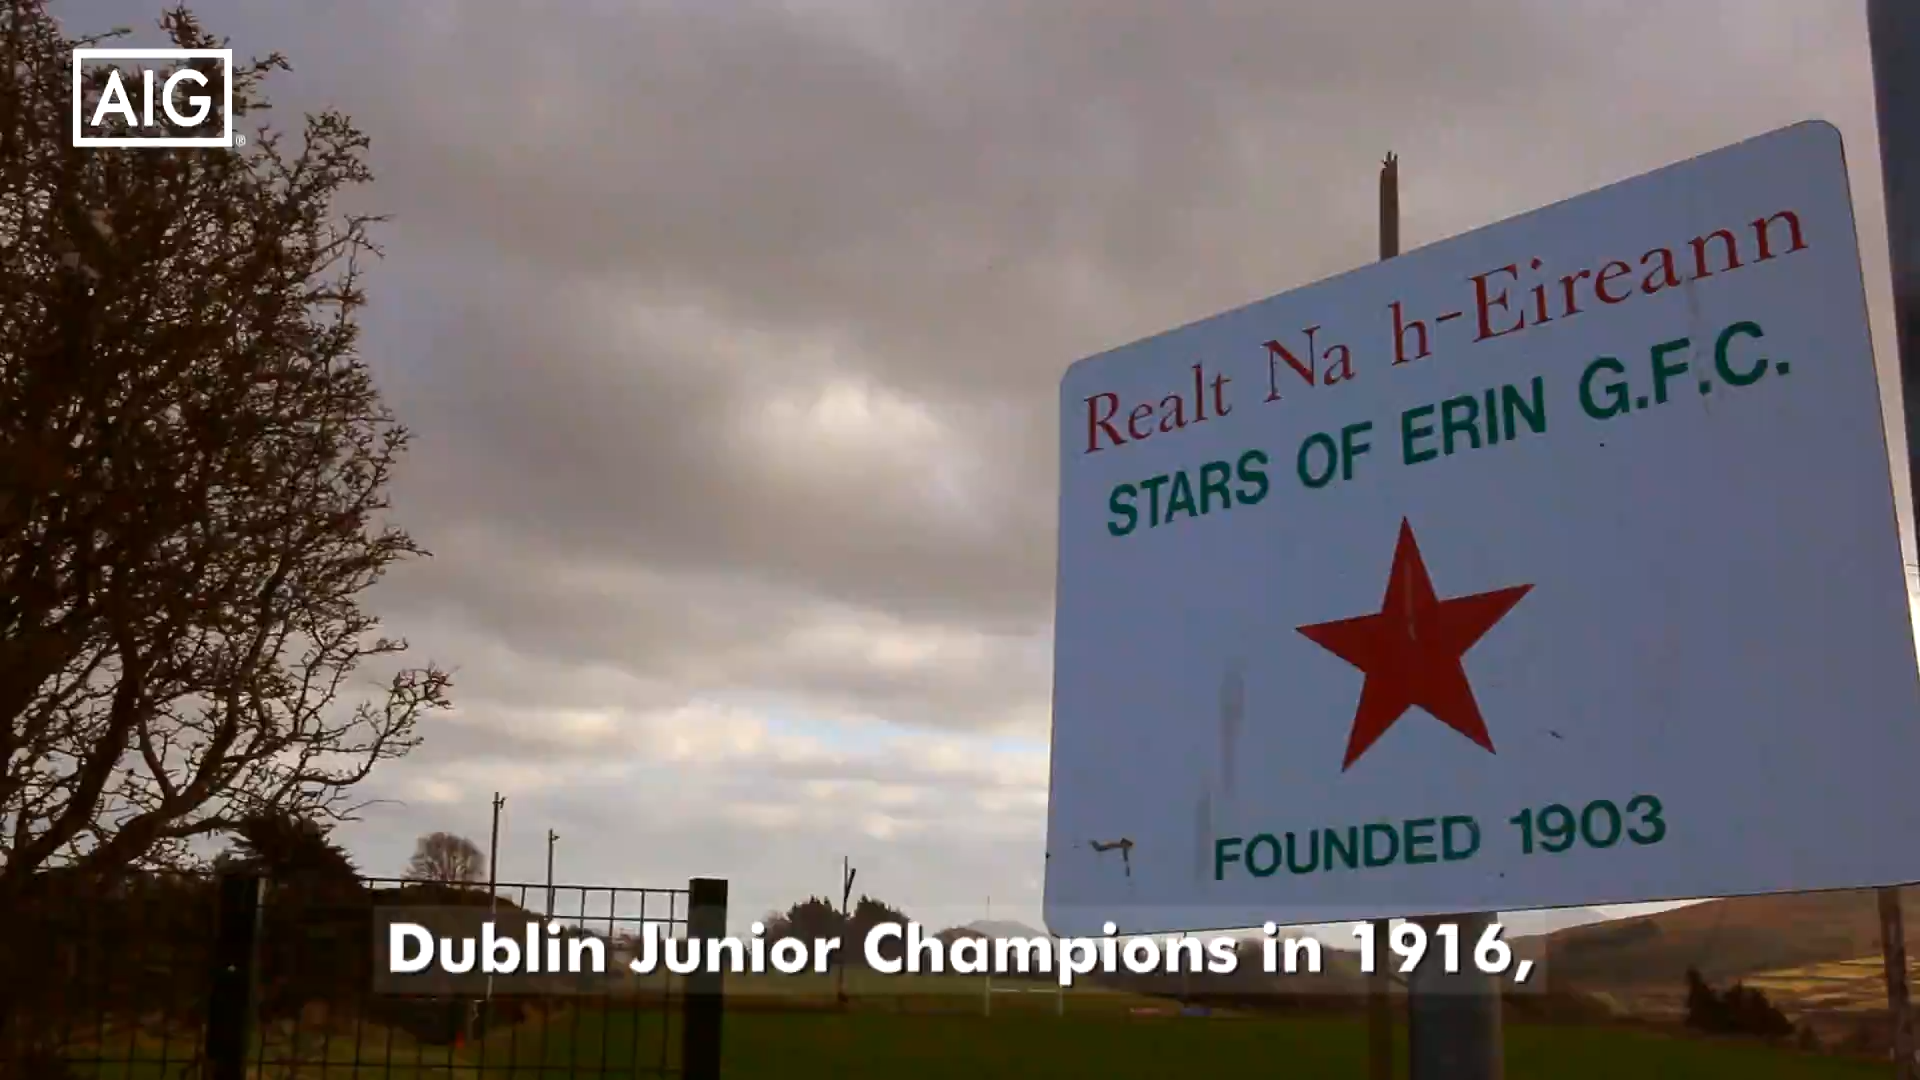 AIG
Realt Na h-Eireann
STARS OF ERIN G.F.C.
FOUNDED 1903
Dublin Junior Champions in 1916,